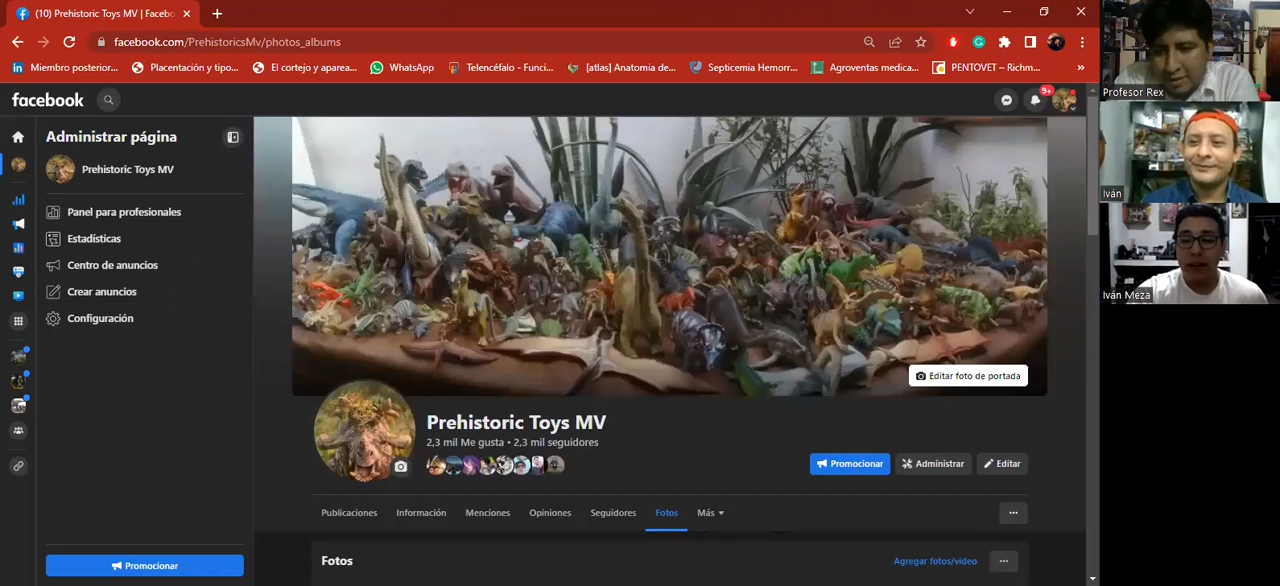 (10) Prehistoric Toys MV | Facebo
facebook.com/PrehistoricsMv/photos_albums
Miembro posterior...
Placentación y tipo...
El cortejo y aparea...
WhatsApp
Telencéfalo - Funci...
[atlas] Anatomía de...
Septicemia Hemorr...
Agroventas medica...
PENTOVET – Richm...
»
facebook
9+
Administrar página
Prehistoric Toys MV
Panel para profesionales
Estadísticas
Centro de anuncios
Crear anuncios
Configuración
Promocionar
Editar foto de portada
Prehistoric Toys MV
2,3 mil Me gusta • 2,3 mil seguidores
Promocionar
Administrar
Editar
Publicaciones
Información
Menciones
Opiniones
Seguidores
Fotos
Más
Fotos
Agregar fotos/video
Profesor Rex
Iván
Iván Meza